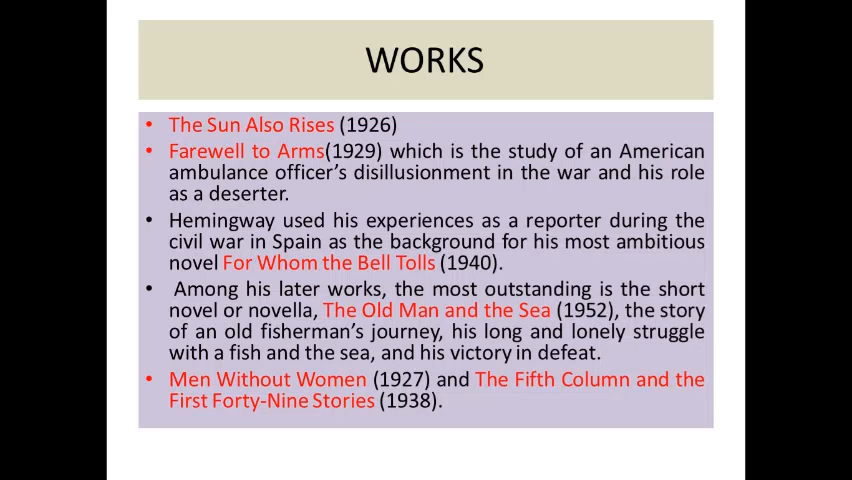 WORKS
• The Sun Also Rises (1926)
• Farewell to Arms(1929) which is the study of an American
ambulance officer's disillusionment in the war and his role
as a deserter.
• Hemingway used his experiences as a reporter during the
civil war in Spain as the background for his most ambitious
novel For Whom the Bell Tolls (1940).
• Among his later works, the most outstanding is the short
novel or novella, The Old Man and the Sea (1952), the story
of an old fisherman's journey, his long and lonely struggle
with a fish and the sea, and his victory in defeat.
• Men Without Women (1927) and The Fifth Column and the
First Forty-Nine Stories (1938).